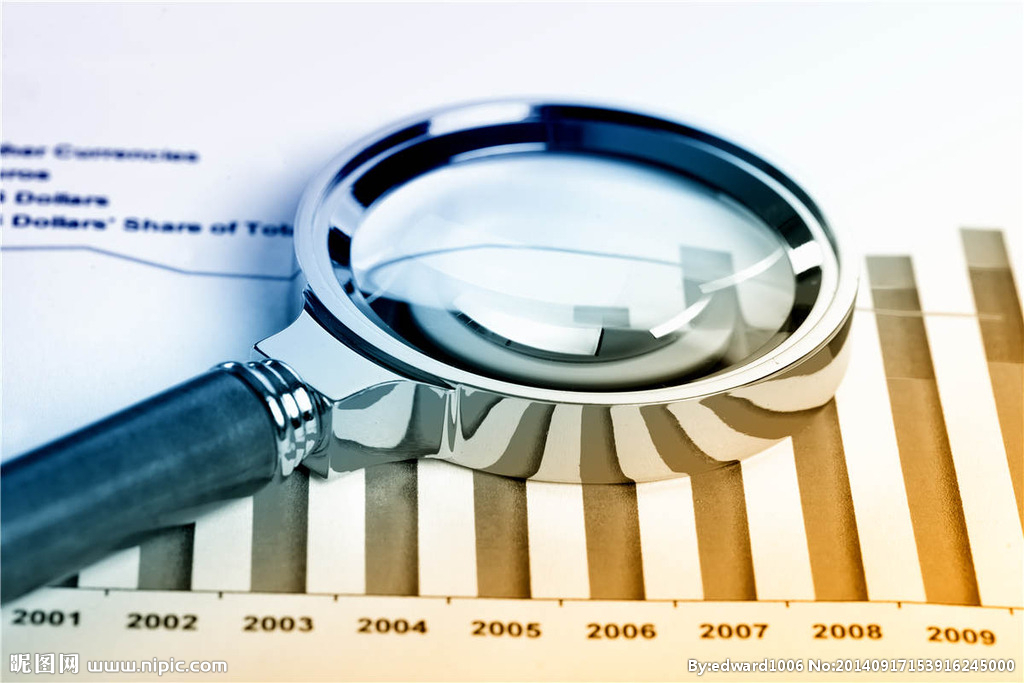 Currencies
Dollars
Dollars' Share of
2001 2002 2003 2004 2005 2006 2007 2008 2009
昵图网 www.nipic.com
By:edward1006 No:20140917153916245000